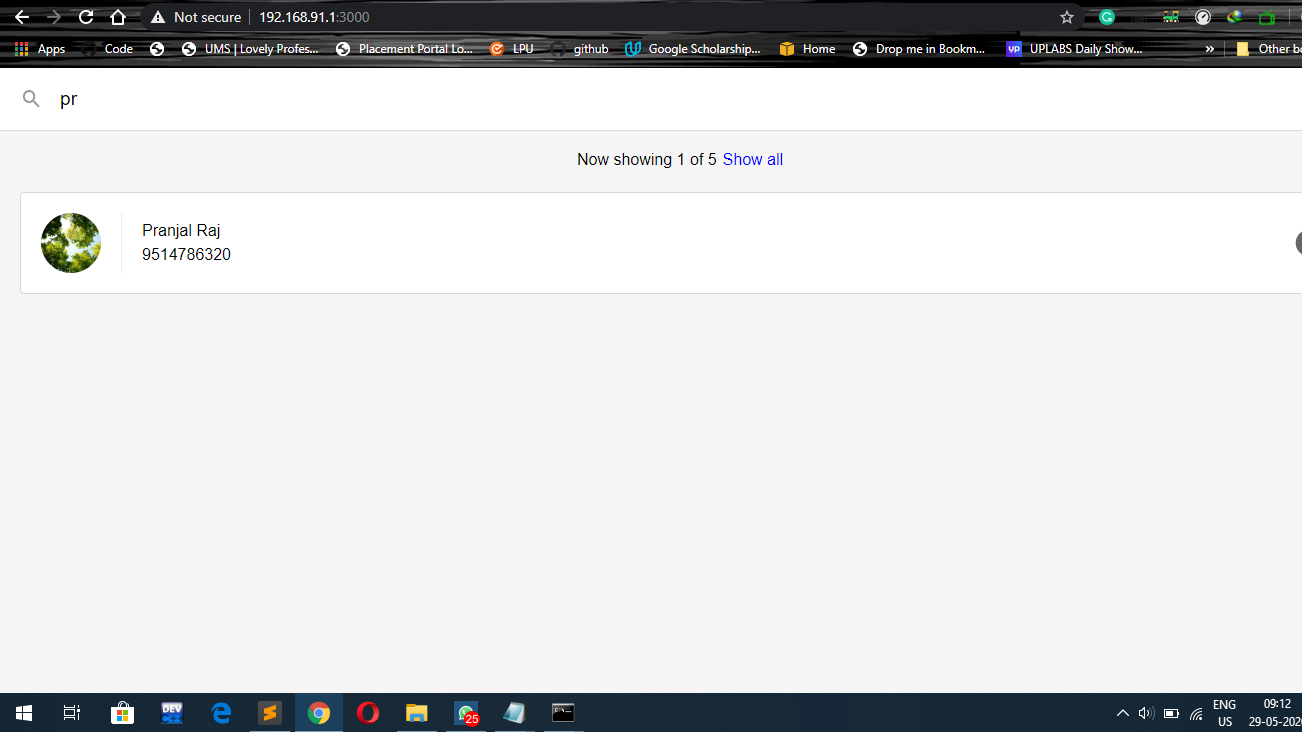 Not secure 192.168.91.1:3000
Apps Code UMS | Lovely Profes... Placement Portal Lo... LPU github Google Scholarship... Home Drop me in Bookm... up UPLABS Daily Show... » Other bo
pr
Now showing 1 of 5 Show all
Pranjal Raj
9514786320
DEV
25
ENG
US
09:12
29-05-202